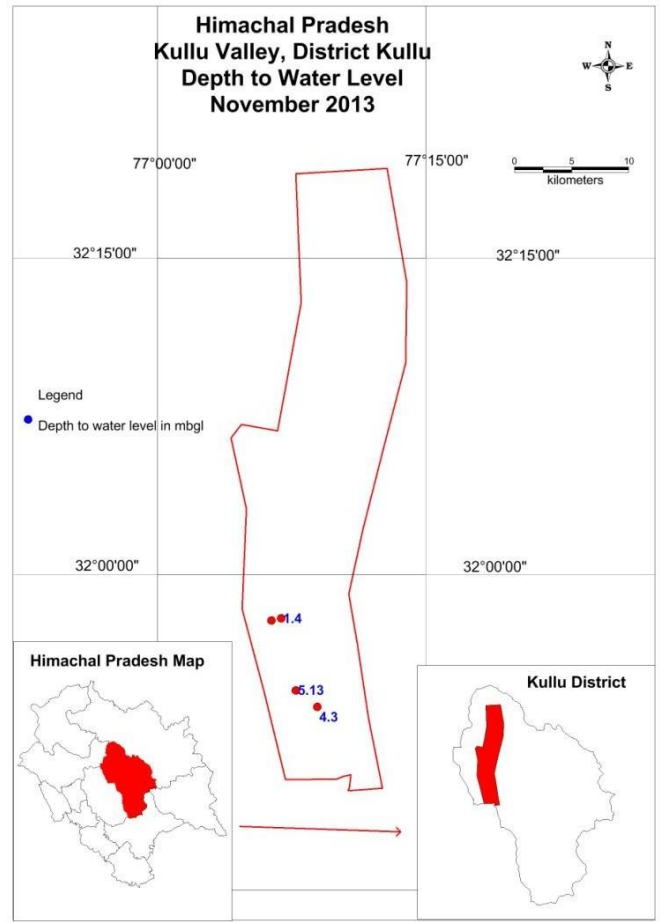 Himachal Pradesh
Kullu Valley, District Kullu
Depth to Water Level
November 2013
N
W E
S
0 5 10
kilometers
77°00'00"
77°15'00"
32°15'00"
32°15'00"
Legend
Depth to water level in mbgl
32°00'00"
32°00'00"
1.4
5.13
4.3
Himachal Pradesh Map
Kullu District